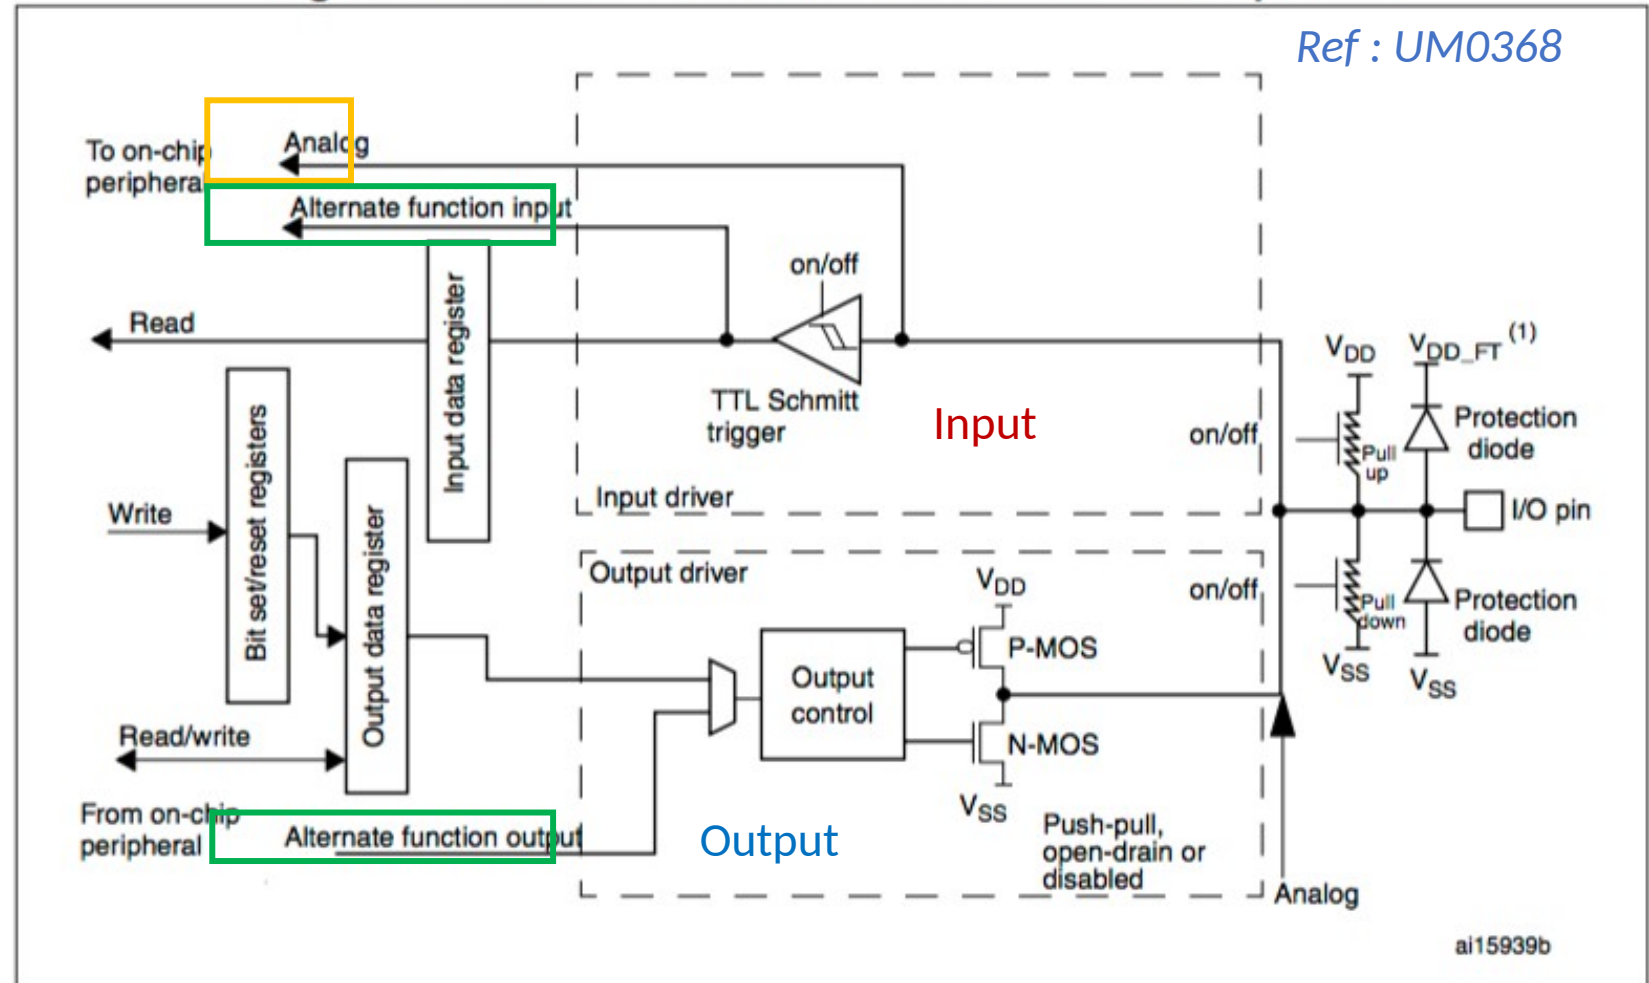 Ref : UM0368
To on-chip
peripheral
Analog
Alternate function input
on/off
Read
Input data register
TTL Schmitt
trigger
Input
on/off
VDD
VDD_FT (1)
Pull
up
Protection
diode
Input driver
Write
Bit set/reset registers
Output data register
I/O pin
Output driver
VDD
on/off
Pull
down
Protection
diode
P-MOS
VSS
VSS
Output
control
Read/write
N-MOS
VSS
From on-chip
peripheral
Alternate function output
Output
Push-pull,
open-drain or
disabled
Analog
ai15939b